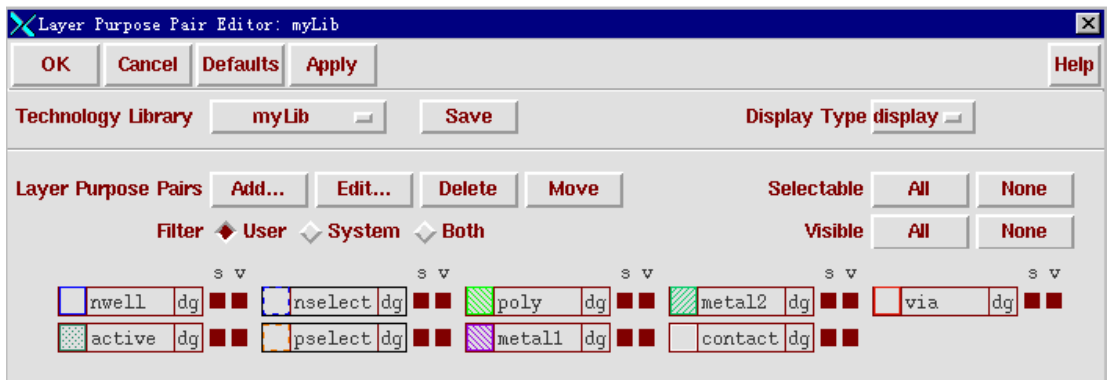 Layer Purpose Pair Editor: myLib
OK Cancel Defaults Apply Help
Technology Library myLib Save Display Type display
Layer Purpose Pairs Add... Edit... Delete Move Selectable All None
Filter User System Both Visible All None
s v s v s v s v s v
nwell dg nselect dg poly dg metal2 dg via dg
active dg pselect dg metal1 dg contact dg